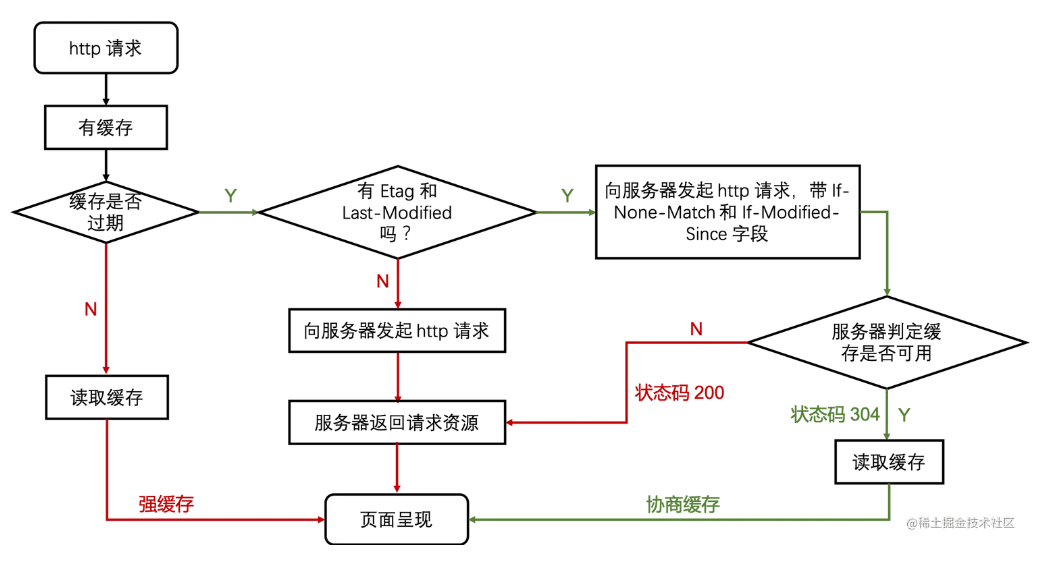 http 请求
有缓存
缓存是否
过期
Y
有 Etag 和
Last-Modified
吗？
Y
向服务器发起 http 请求，带 If-
None-Match 和 If-Modified-
Since 字段
N
N
向服务器发起 http 请求
N
服务器判定缓
存是否可用
读取缓存
状态码 200
服务器返回请求资源
状态码 304
Y
读取缓存
强缓存
页面呈现
协商缓存
@稀土掘金技术社区